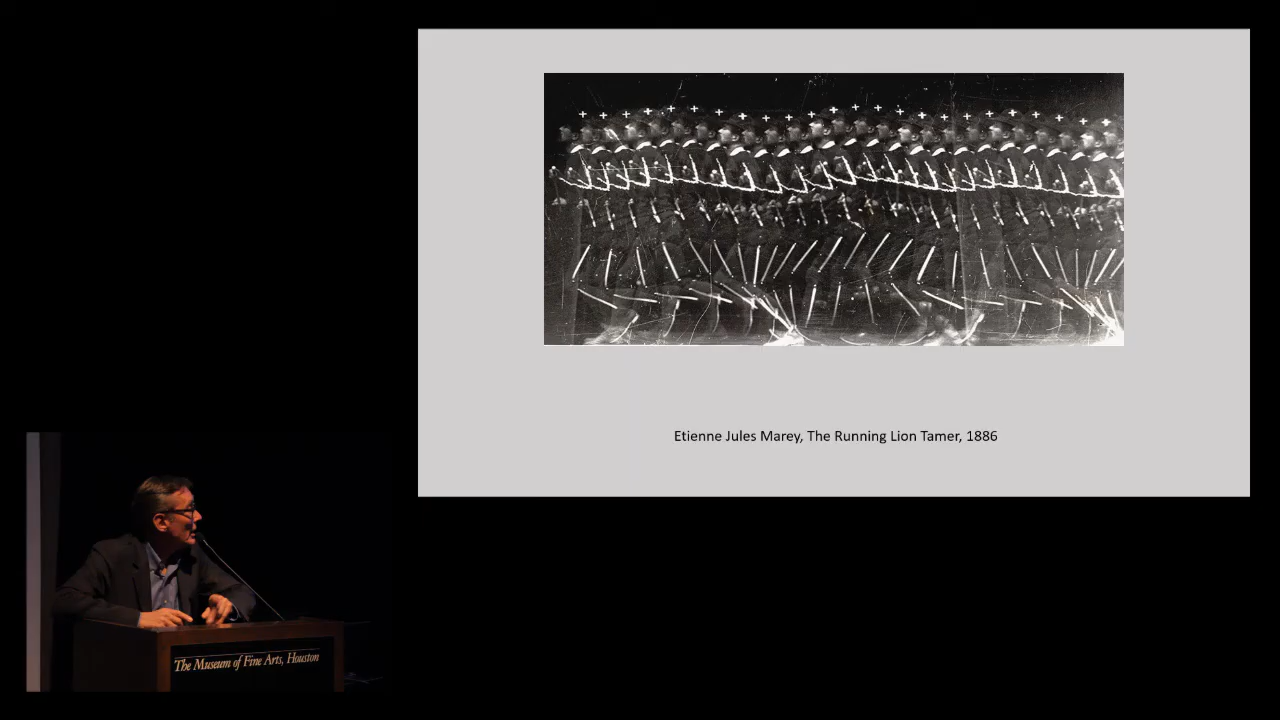 Etienne Jules Marey, The Running Lion Tamer, 1886
The Museum of Fine Arts, Houston